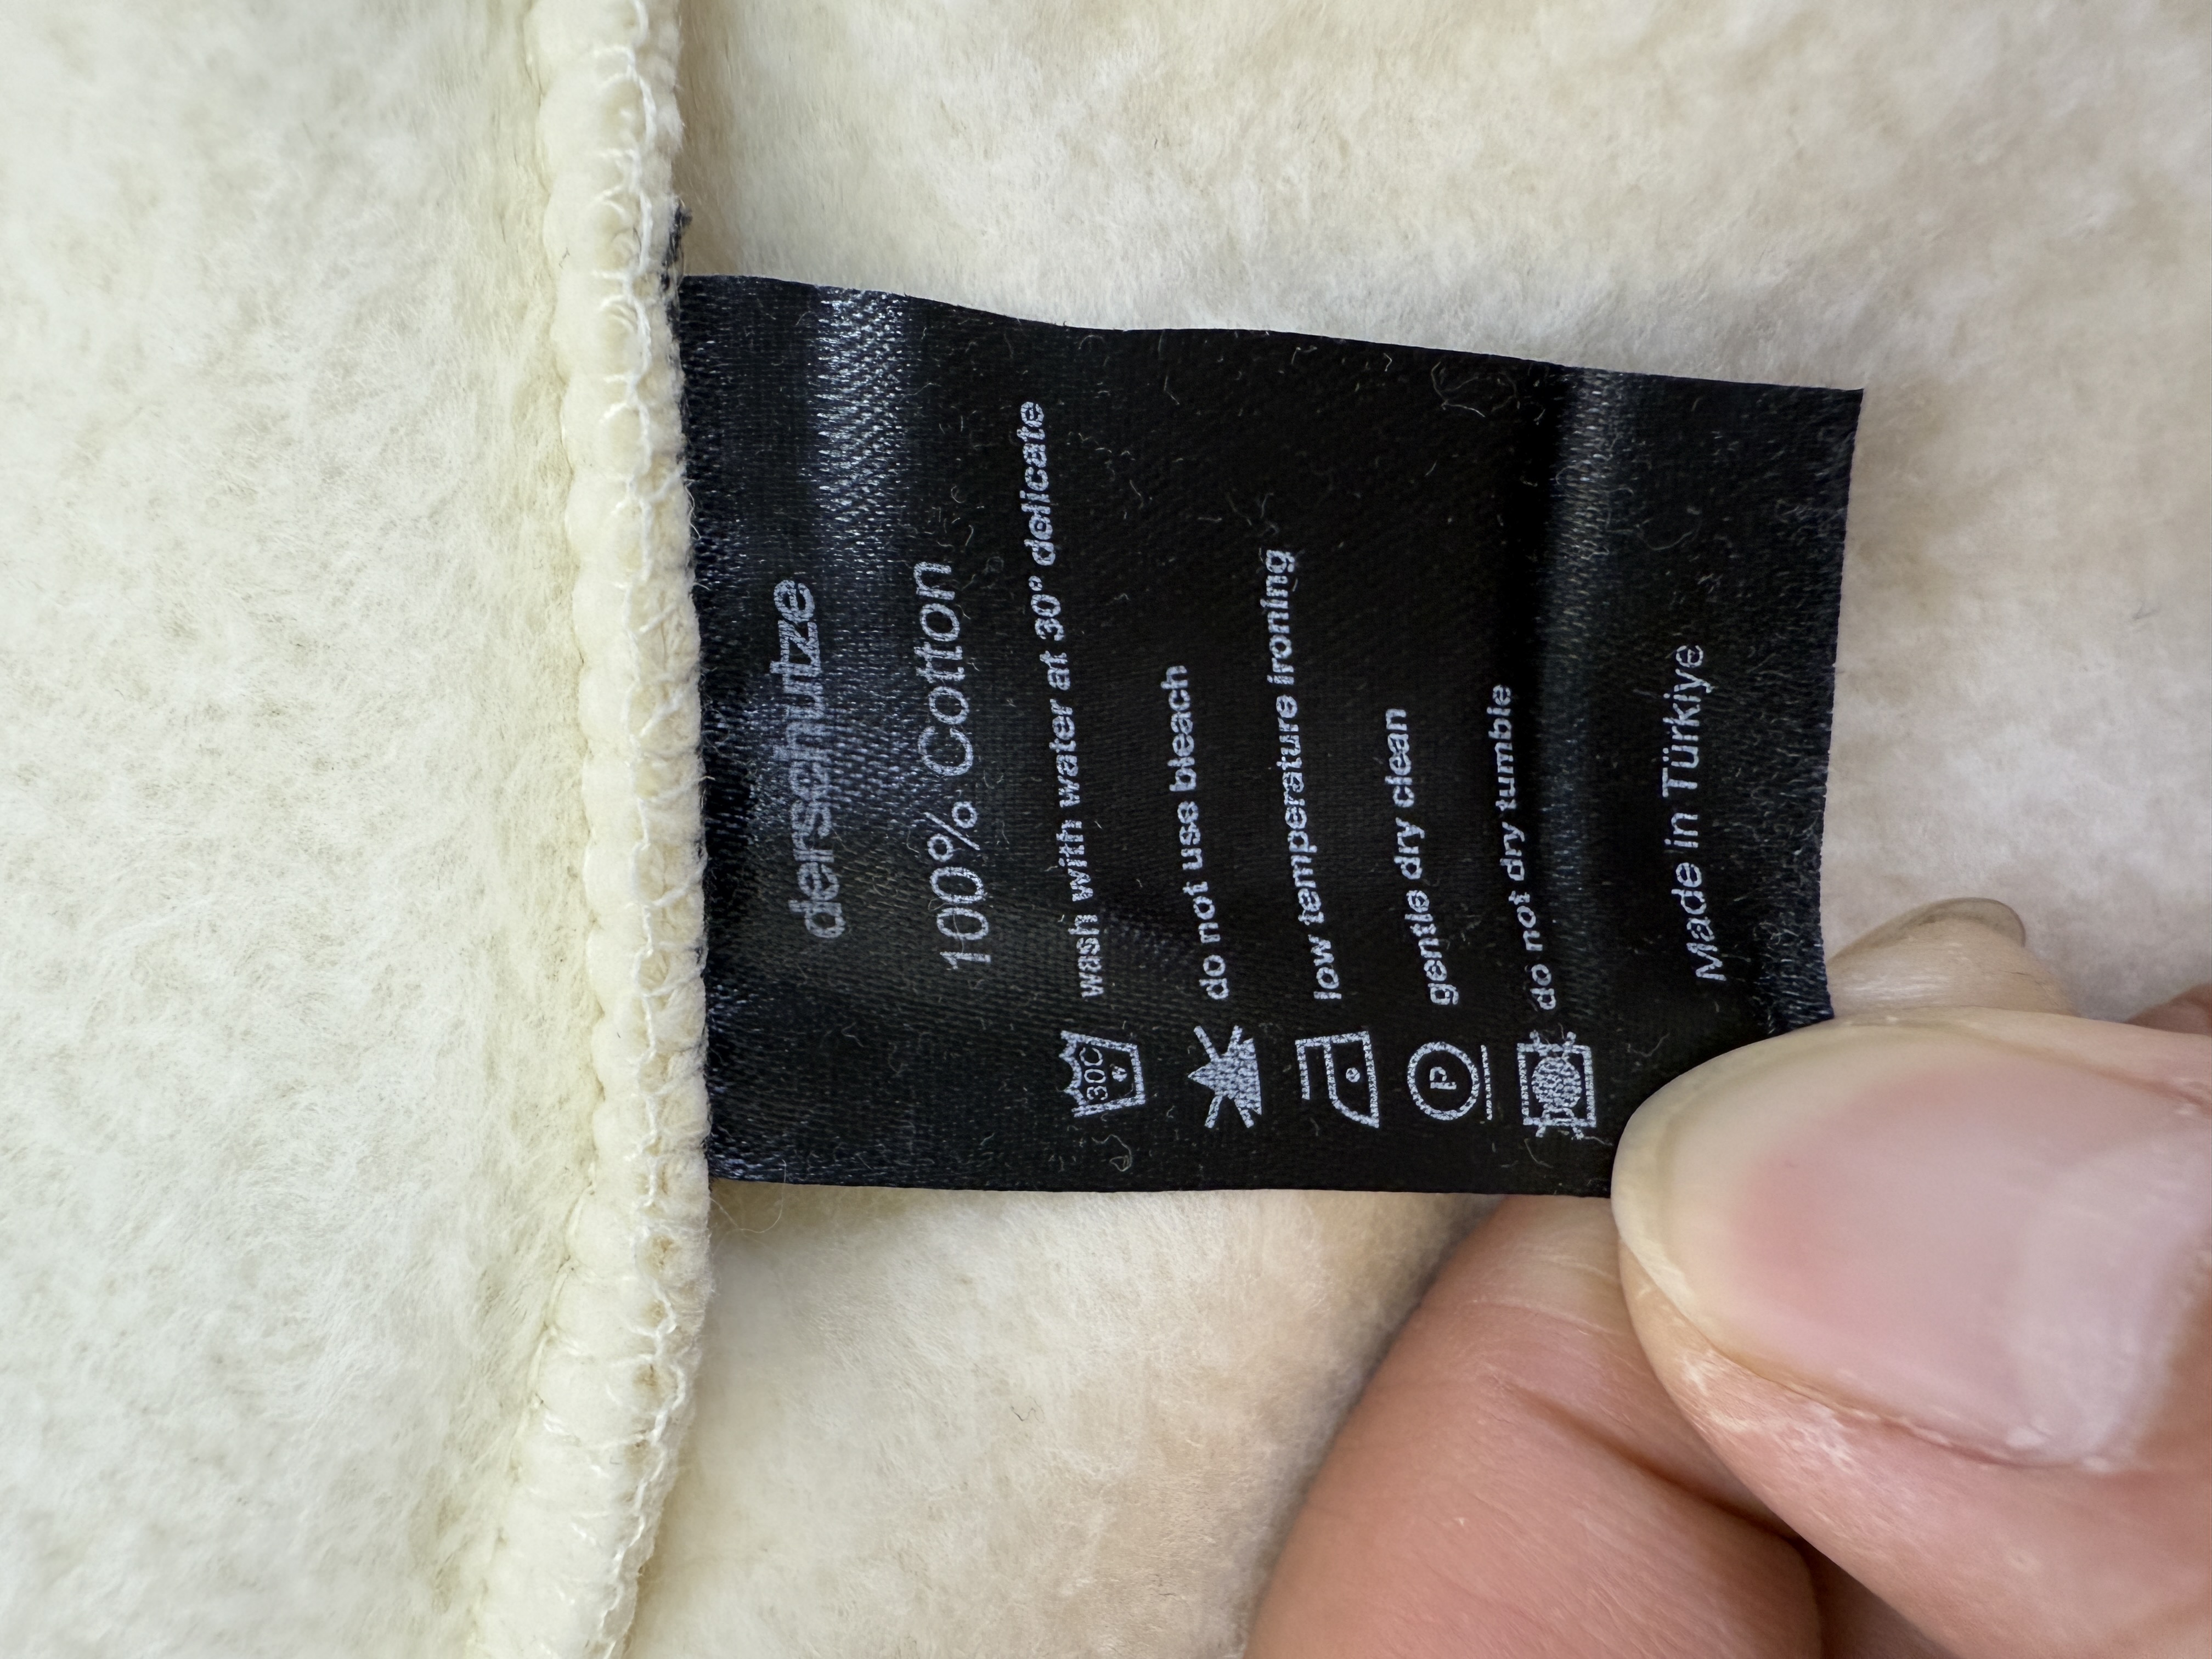 derschutze
100% Cotton
30C wash with water at 30° delicate
do not use bleach
low temperature ironing
P gentle dry clean
do not dry tumble
Made in Türkiye